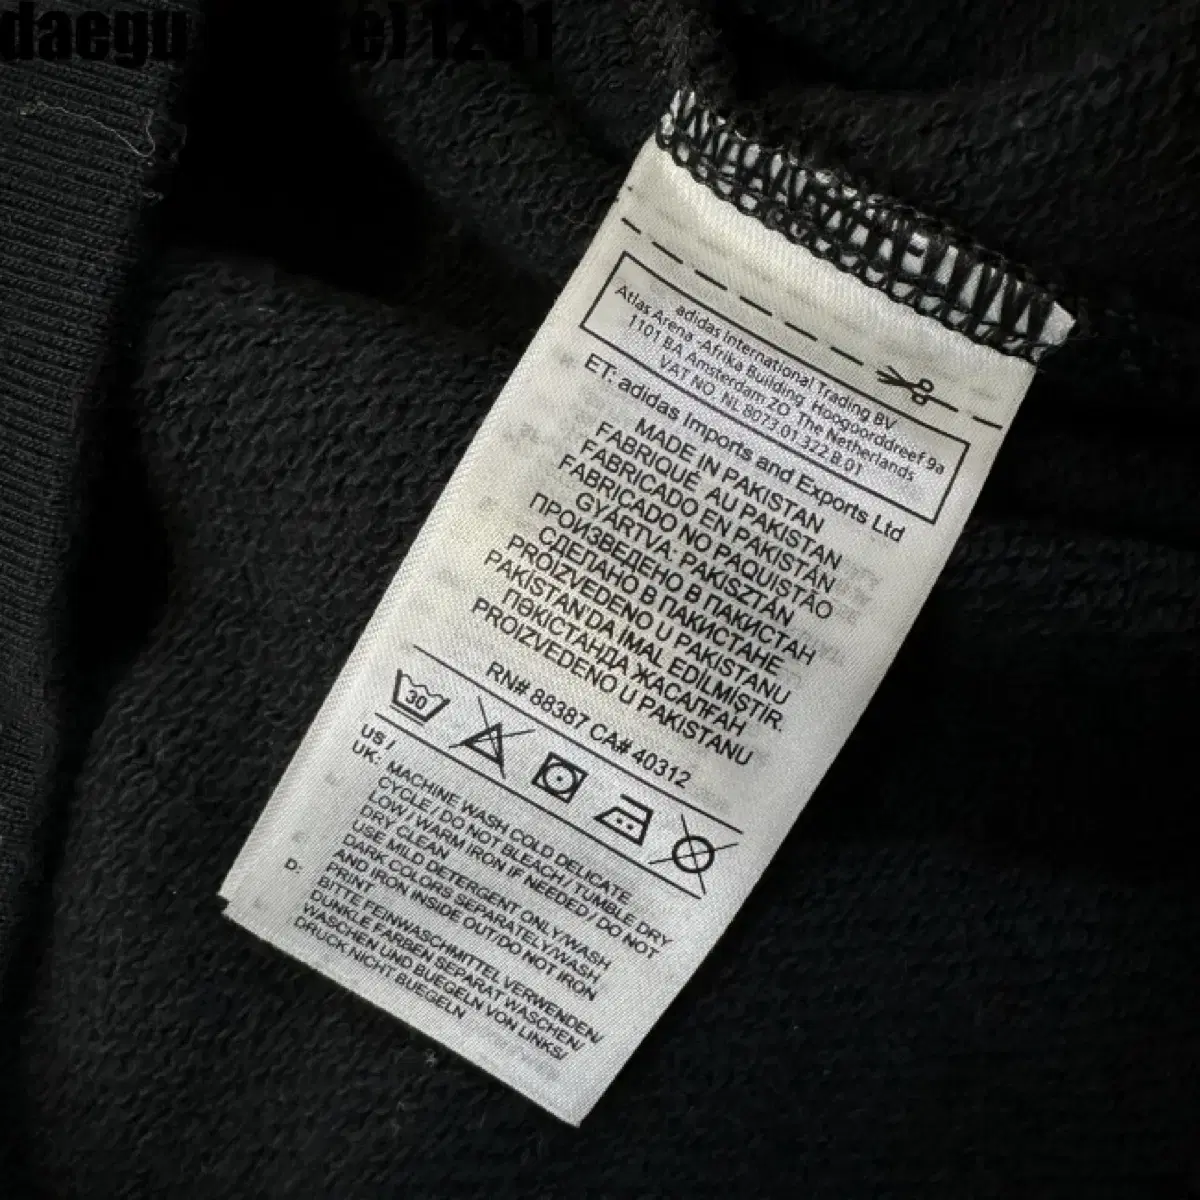 daegu 1231
adidas International Trading BV
Atlas Arena -Afrika Building Hoogoorddreef 9a
1101 BA Amsterdam ZO The Netherlands
VAT NO. NL 8073.01.322.B.01
ET: adidas Imports and Exports Ltd
MADE IN PAKISTAN
FABRIQUÉ AU PAKISTAN
FABRICADO EN PAKISTÁN
FABRICADO NO PAQUISTÃO
GYÁRTVA: PAKISZTÁN
ПРОИЗВЕДЕНО В ПАКИСТАН
СДЕЛАНО В ПАКИСТАНЕ
PROIZVEDENO U PAKISTANU
PAKİSTAN'DA İMAL EDİLMİŞTİR.
ПӘКІСТАНДА ЖАСАЛҒАН
PROIZVEDENO U PAKISTANU
RN# 88387 CA# 40312
30
US /
UK: MACHINE WASH COLD DELICATE
CYCLE / DO NOT BLEACH / TUMBLE DRY
LOW / WARM IRON IF NEEDED / DO NOT
DRY CLEAN
USE MILD DETERGENT ONLY/WASH
DARK COLORS SEPARATELY/WASH
AND IRON INSIDE OUT/DO NOT IRON
PRINT
D: BITTE FEINWASCHMITTEL VERWENDEN/
DUNKLE FARBEN SEPARAT WASCHEN/
WASCHEN UND BUEGELN VON LINKS/
DRUCK NICHT BUEGELN